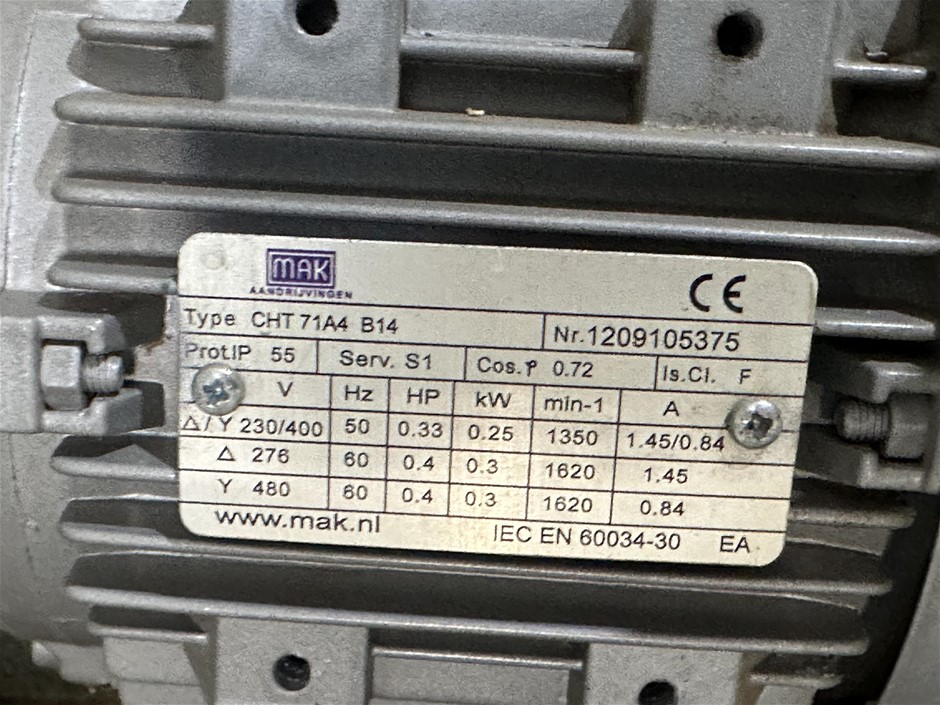 MAK
AANDRIJVINGEN
CE
Type CHT 71A4 B14 Nr.1209105375
Prot.IP 55 Serv. S1 Cos.φ 0.72 Is.Cl. F
V Hz HP kW min-1 A
Δ/Y 230/400 50 0.33 0.25 1350 1.45/0.84
Δ 276 60 0.4 0.3 1620 1.45
Y 480 60 0.4 0.3 1620 0.84
www.mak.nl IEC EN 60034-30 EA